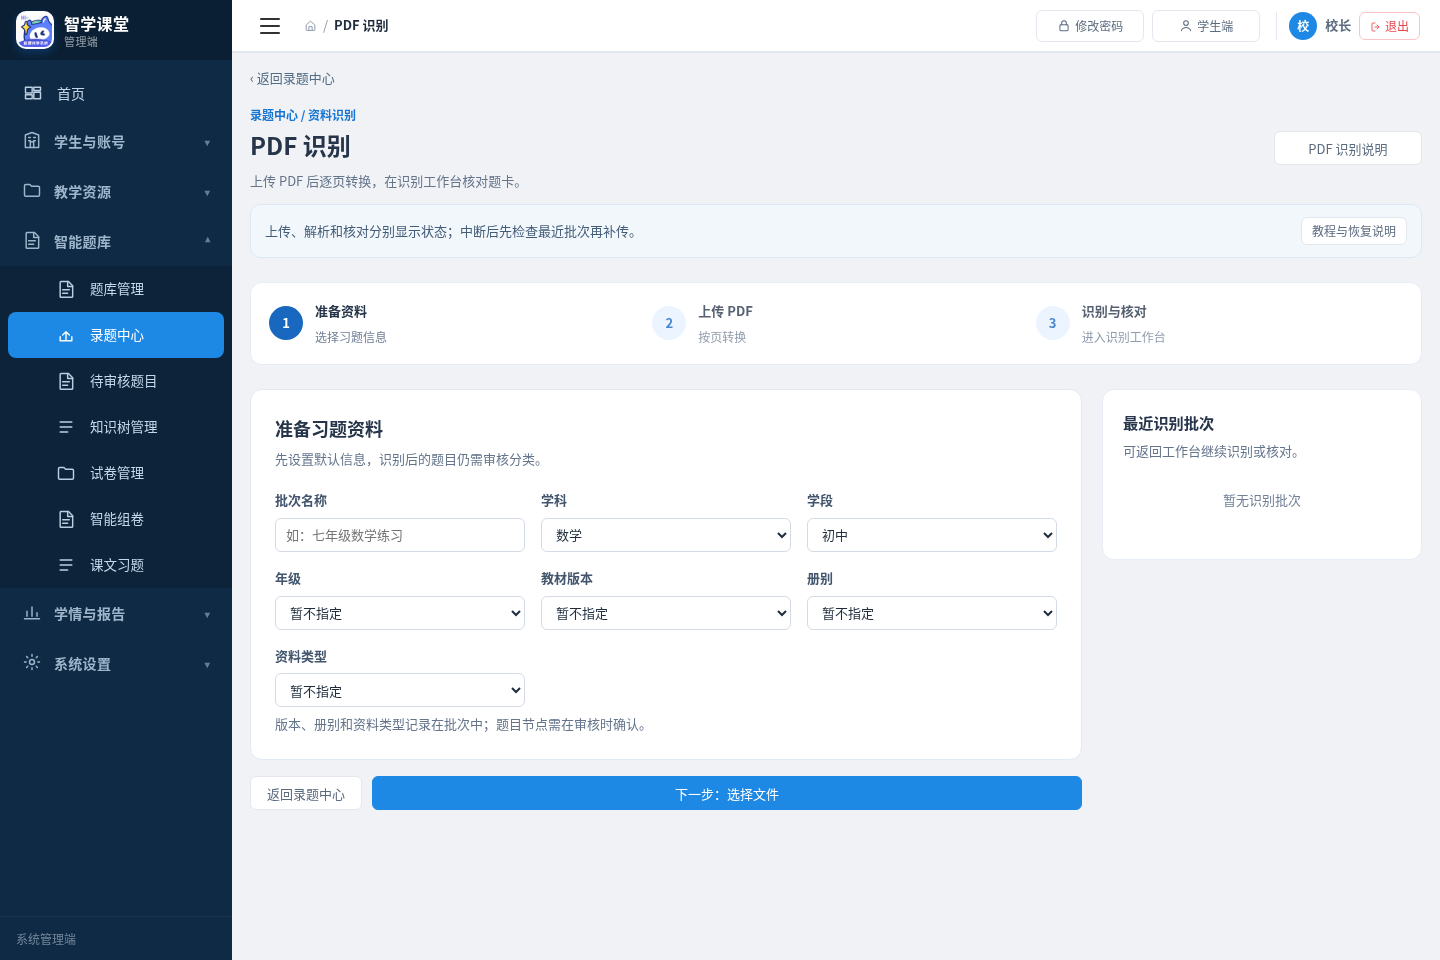 智学课堂
管理端
首页
学生与账号
教学资源
智能题库
题库管理
录题中心
待审核题目
知识树管理
试卷管理
智能组卷
课文习题
学情与报告
系统设置
系统管理端
/ PDF 识别
修改密码
学生端
校 校长
退出
‹ 返回录题中心
录题中心 / 资料识别
PDF 识别
PDF 识别说明
上传 PDF 后逐页转换，在识别工作台核对题卡。
上传、解析和核对分别显示状态；中断后先检查最近批次再补传。
教程与恢复说明
1 准备资料
选择习题信息
2 上传 PDF
按页转换
3 识别与核对
进入识别工作台
准备习题资料
先设置默认信息，识别后的题目仍需审核分类。
批次名称 学科 学段
如：七年级数学练习 数学 初中
年级 教材版本 册别
暂不指定 暂不指定 暂不指定
资料类型
暂不指定
版本、册别和资料类型记录在批次中；题目节点需在审核时确认。
返回录题中心
下一步：选择文件
最近识别批次
可返回工作台继续识别或核对。
暂无识别批次